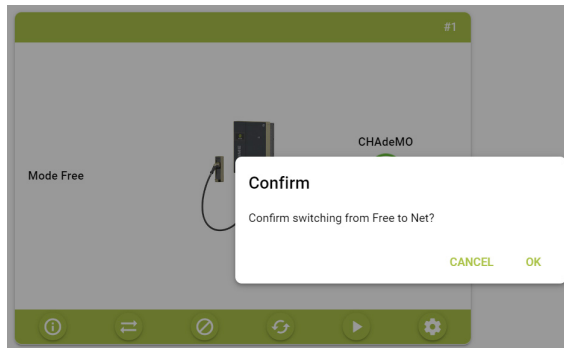 #1
CHAdeMO
Mode Free
Confirm
Confirm switching from Free to Net?
CANCEL OK